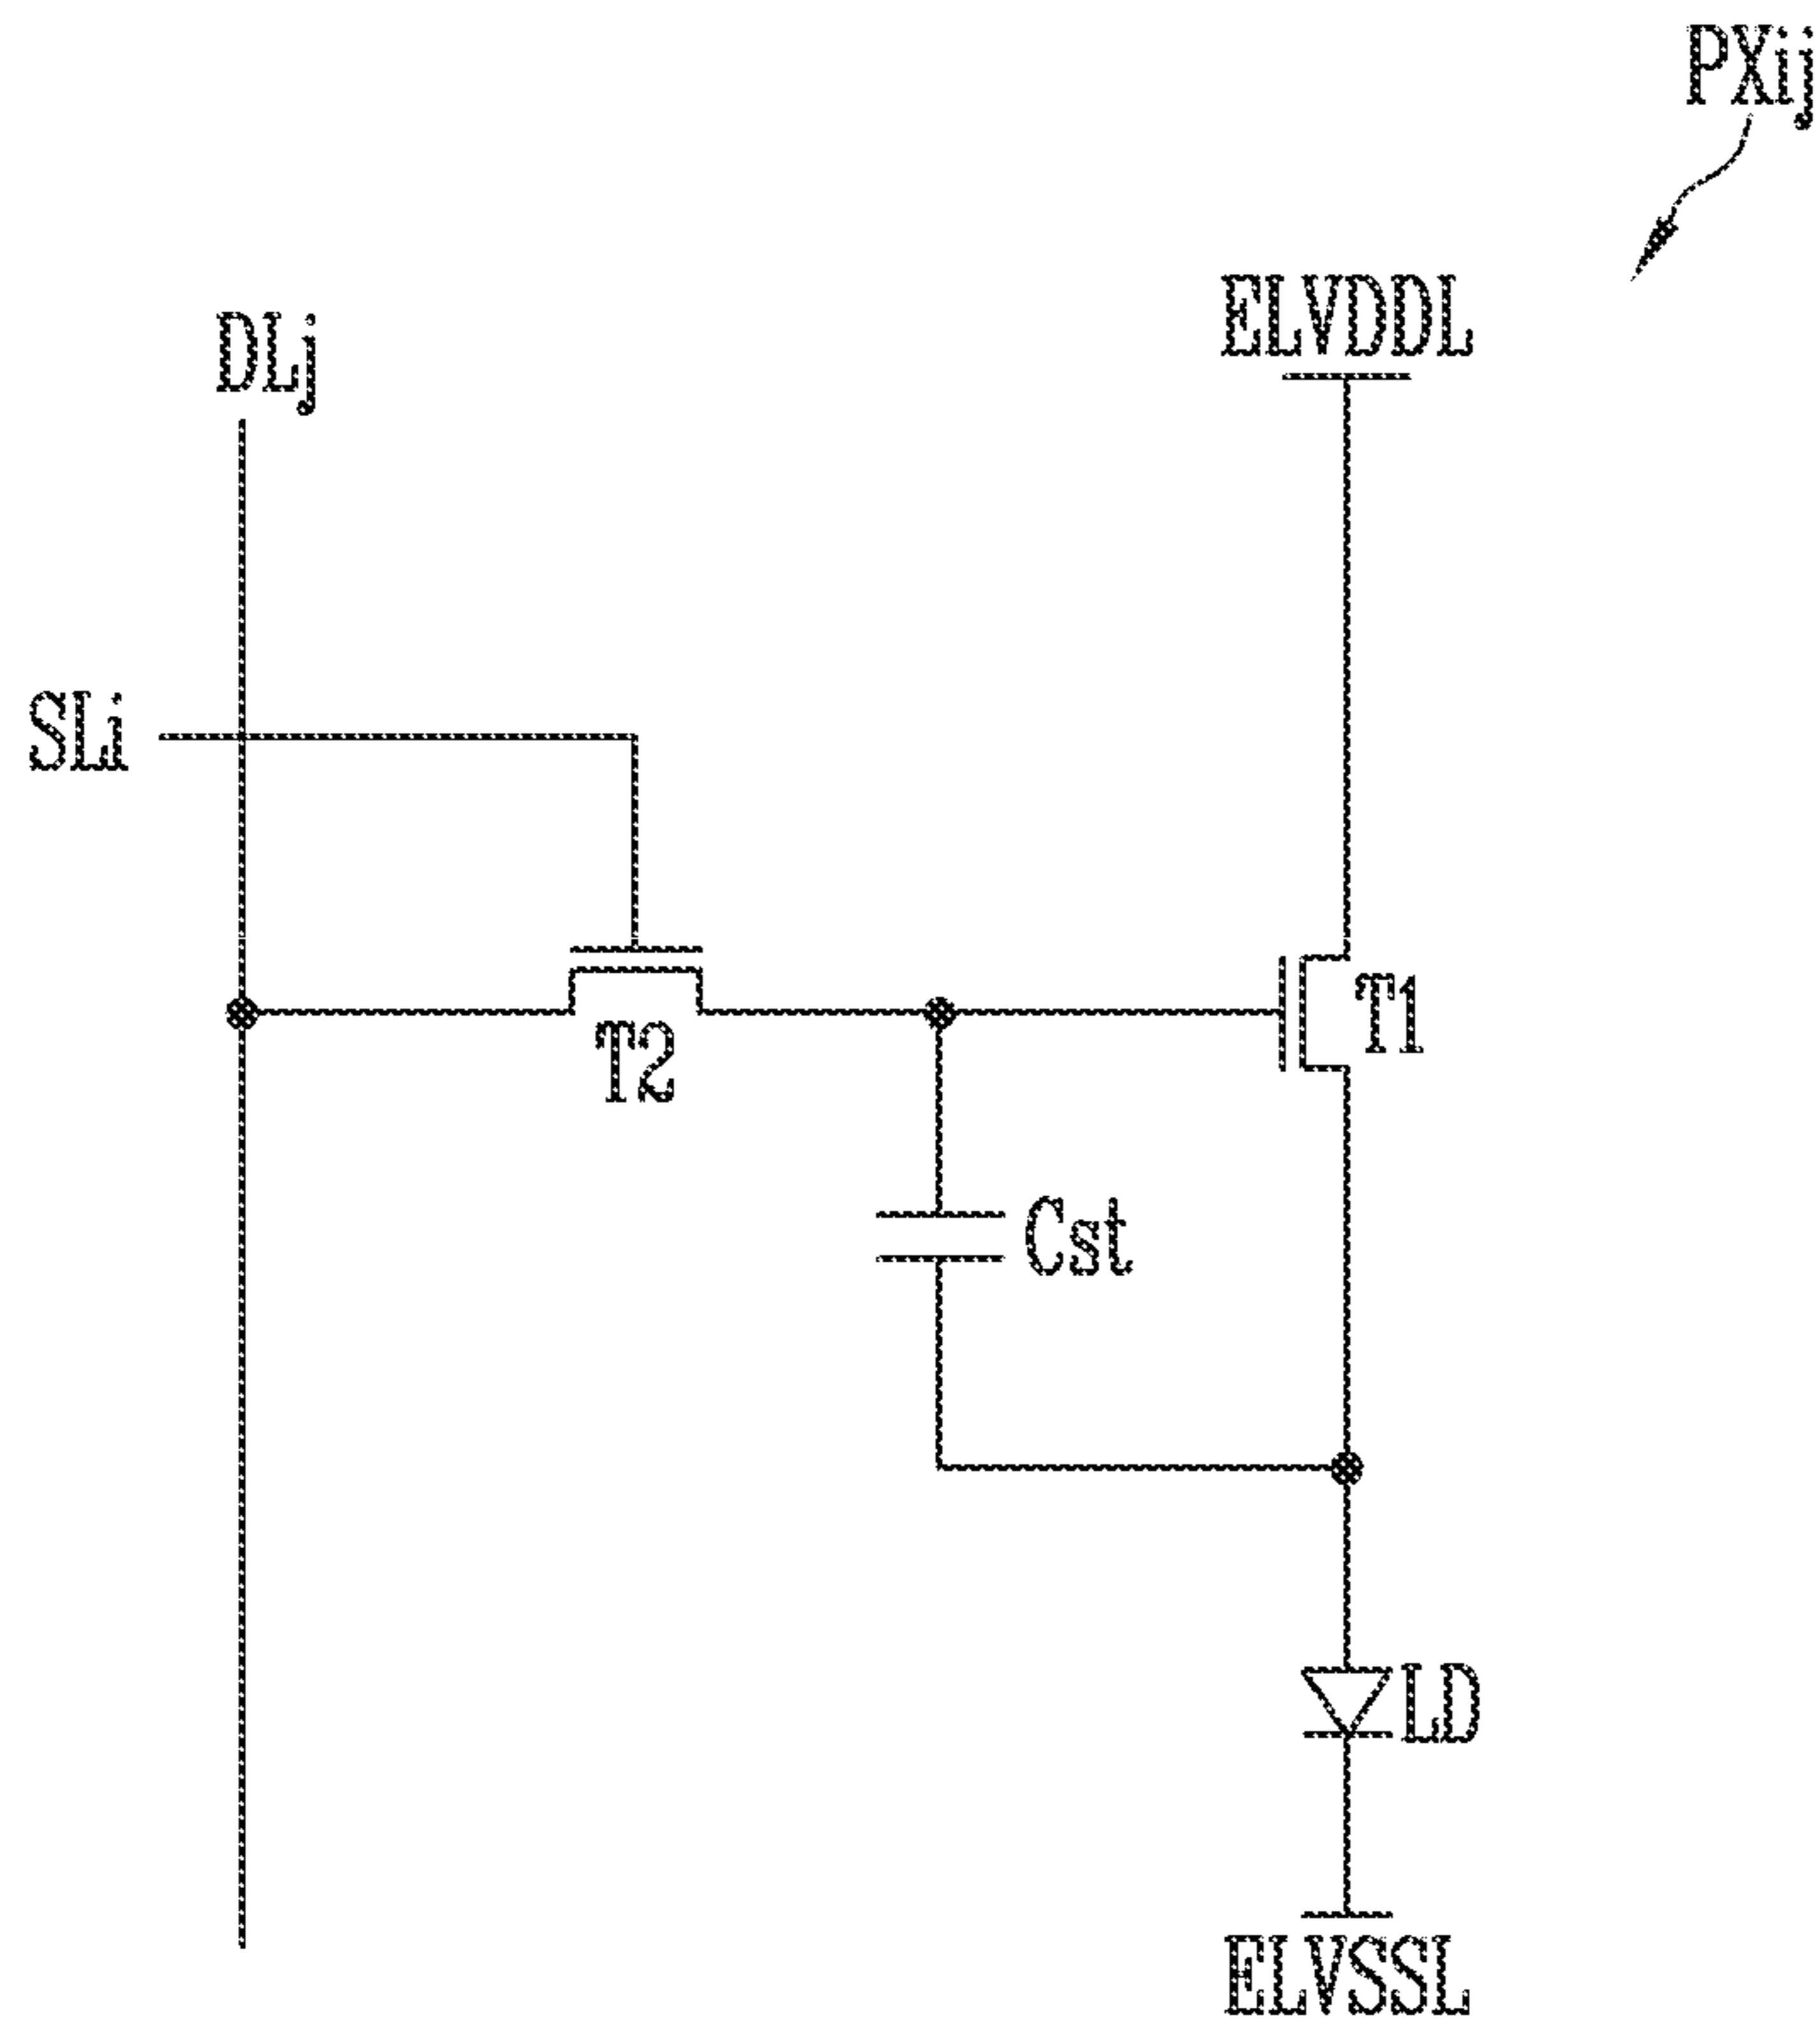 PXij
ELVDDL
DLj
SLi
T1
T2
Cst
LD
ELVSSL